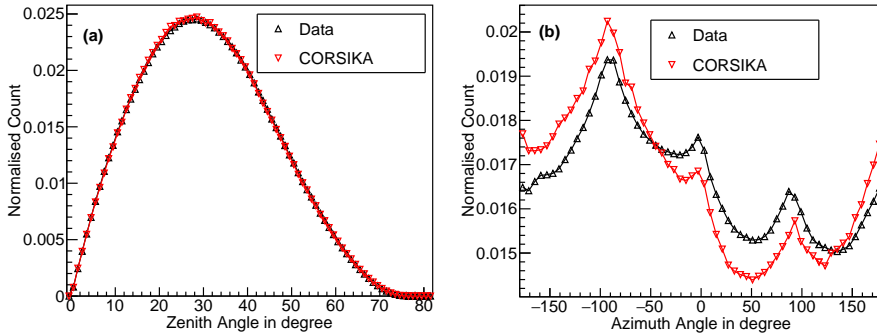 (a)
Data
CORSIKA
Normalised Count
0.025
0.02
0.015
0.01
0.005
0
0 10 20 30 40 50 60 70 80
Zenith Angle in degree
(b)
Data
CORSIKA
Normalised Count
0.02
0.019
0.018
0.017
0.016
0.015
−150 −100 −50 0 50 100 150
Azimuth Angle in degree